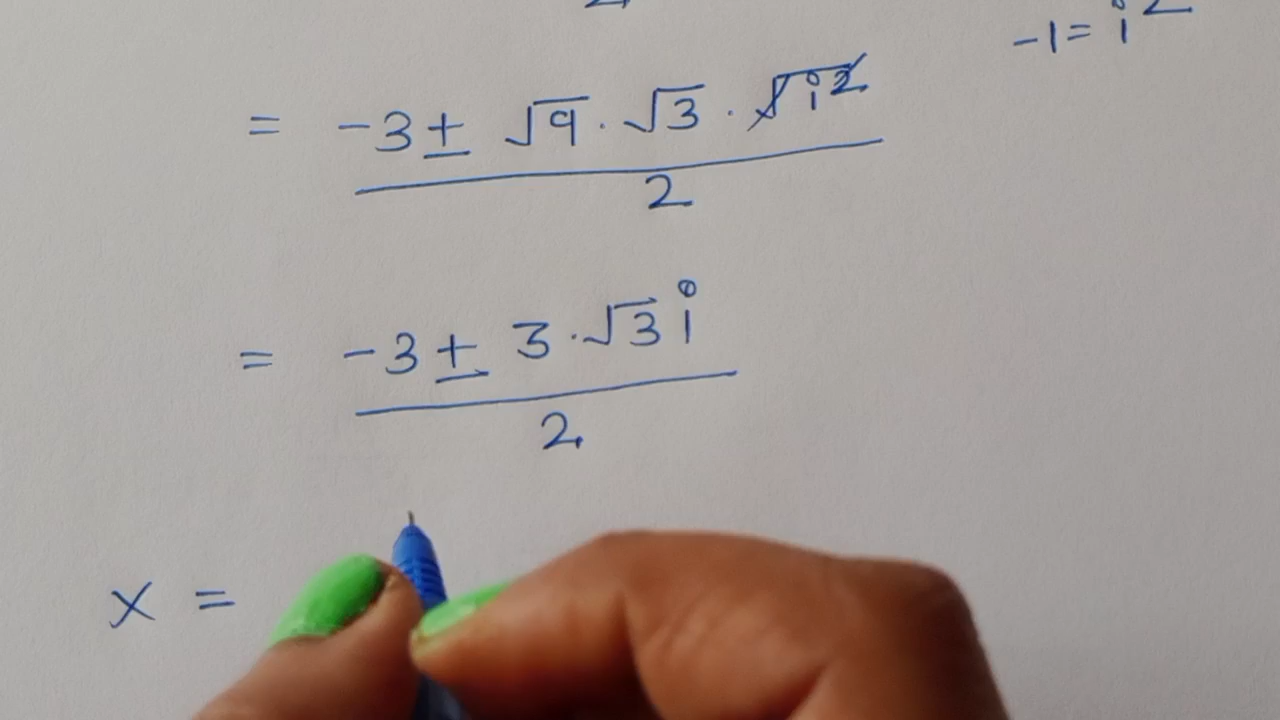 -1 = i²
= -3 ± √9 · √3 · √i²
2
= -3 ± 3 · √3 i
2
x =